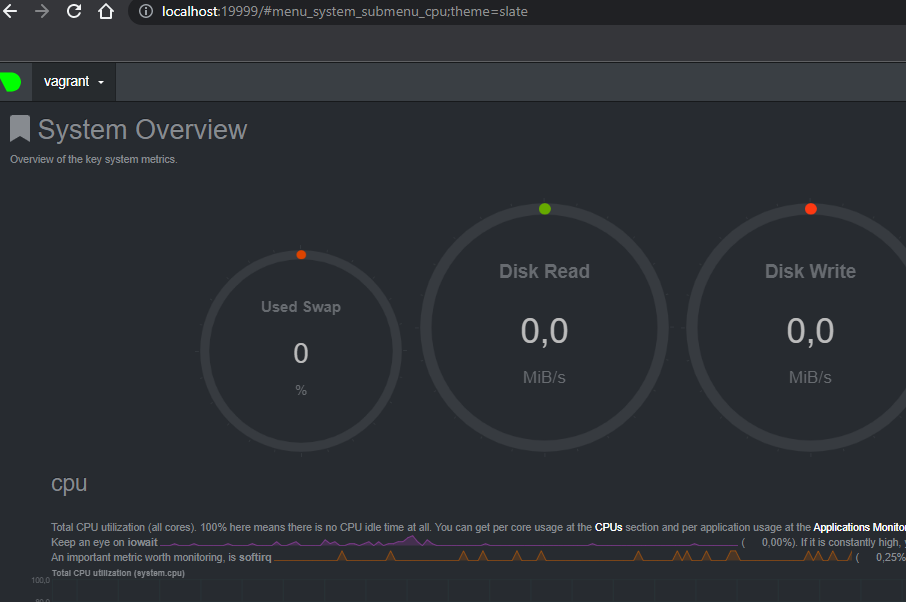 localhost:19999/#menu_system_submenu_cpu;theme=slate
vagrant
System Overview
Overview of the key system metrics.
Used Swap
0
%
Disk Read
0,0
MiB/s
Disk Write
0,0
MiB/s
cpu
Total CPU utilization (all cores). 100% here means there is no CPU idle time at all. You can get per core usage at the CPUs section and per application usage at the Applications Monito
Keep an eye on iowait ( 0,00%). If it is constantly high,
An important metric worth monitoring, is softirq ( 0,25%
Total CPU utilization (system.cpu)
100,0